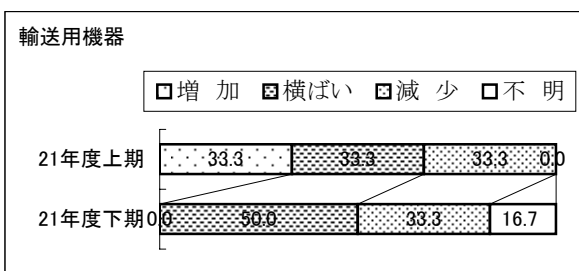 輸送用機器
増 加 横ばい 減 少 不 明
21年度上期 33.3 33.3 33.3 0.0
21年度下期 0.0 50.0 33.3 16.7